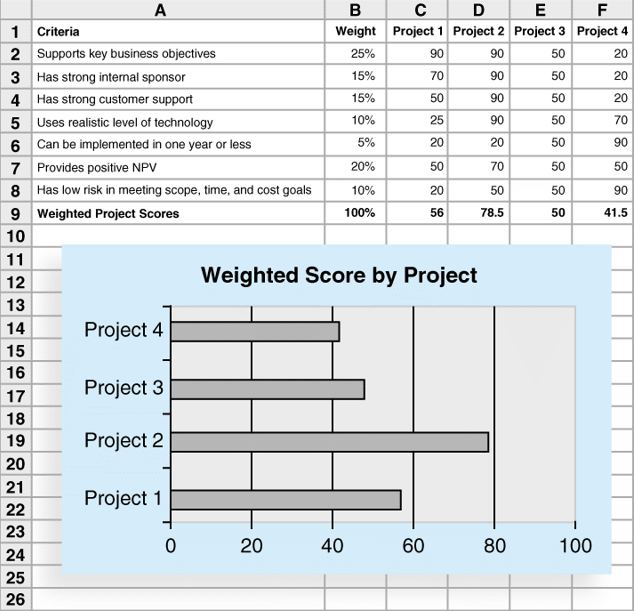 A B C D E F
1 Criteria Weight Project 1 Project 2 Project 3 Project 4
2 Supports key business objectives 25% 90 90 50 20
3 Has strong internal sponsor 15% 70 90 50 20
4 Has strong customer support 15% 50 90 50 20
5 Uses realistic level of technology 10% 25 90 50 70
6 Can be implemented in one year or less 5% 20 20 50 90
7 Provides positive NPV 20% 50 70 50 50
8 Has low risk in meeting scope, time, and cost goals 10% 20 50 50 90
9 Weighted Project Scores 100% 56 78.5 50 41.5
10
11
12 Weighted Score by Project
13
14 Project 4
15
16
17 Project 3
18
19 Project 2
20
21
22 Project 1
23
24 0 20 40 60 80 100
25
26